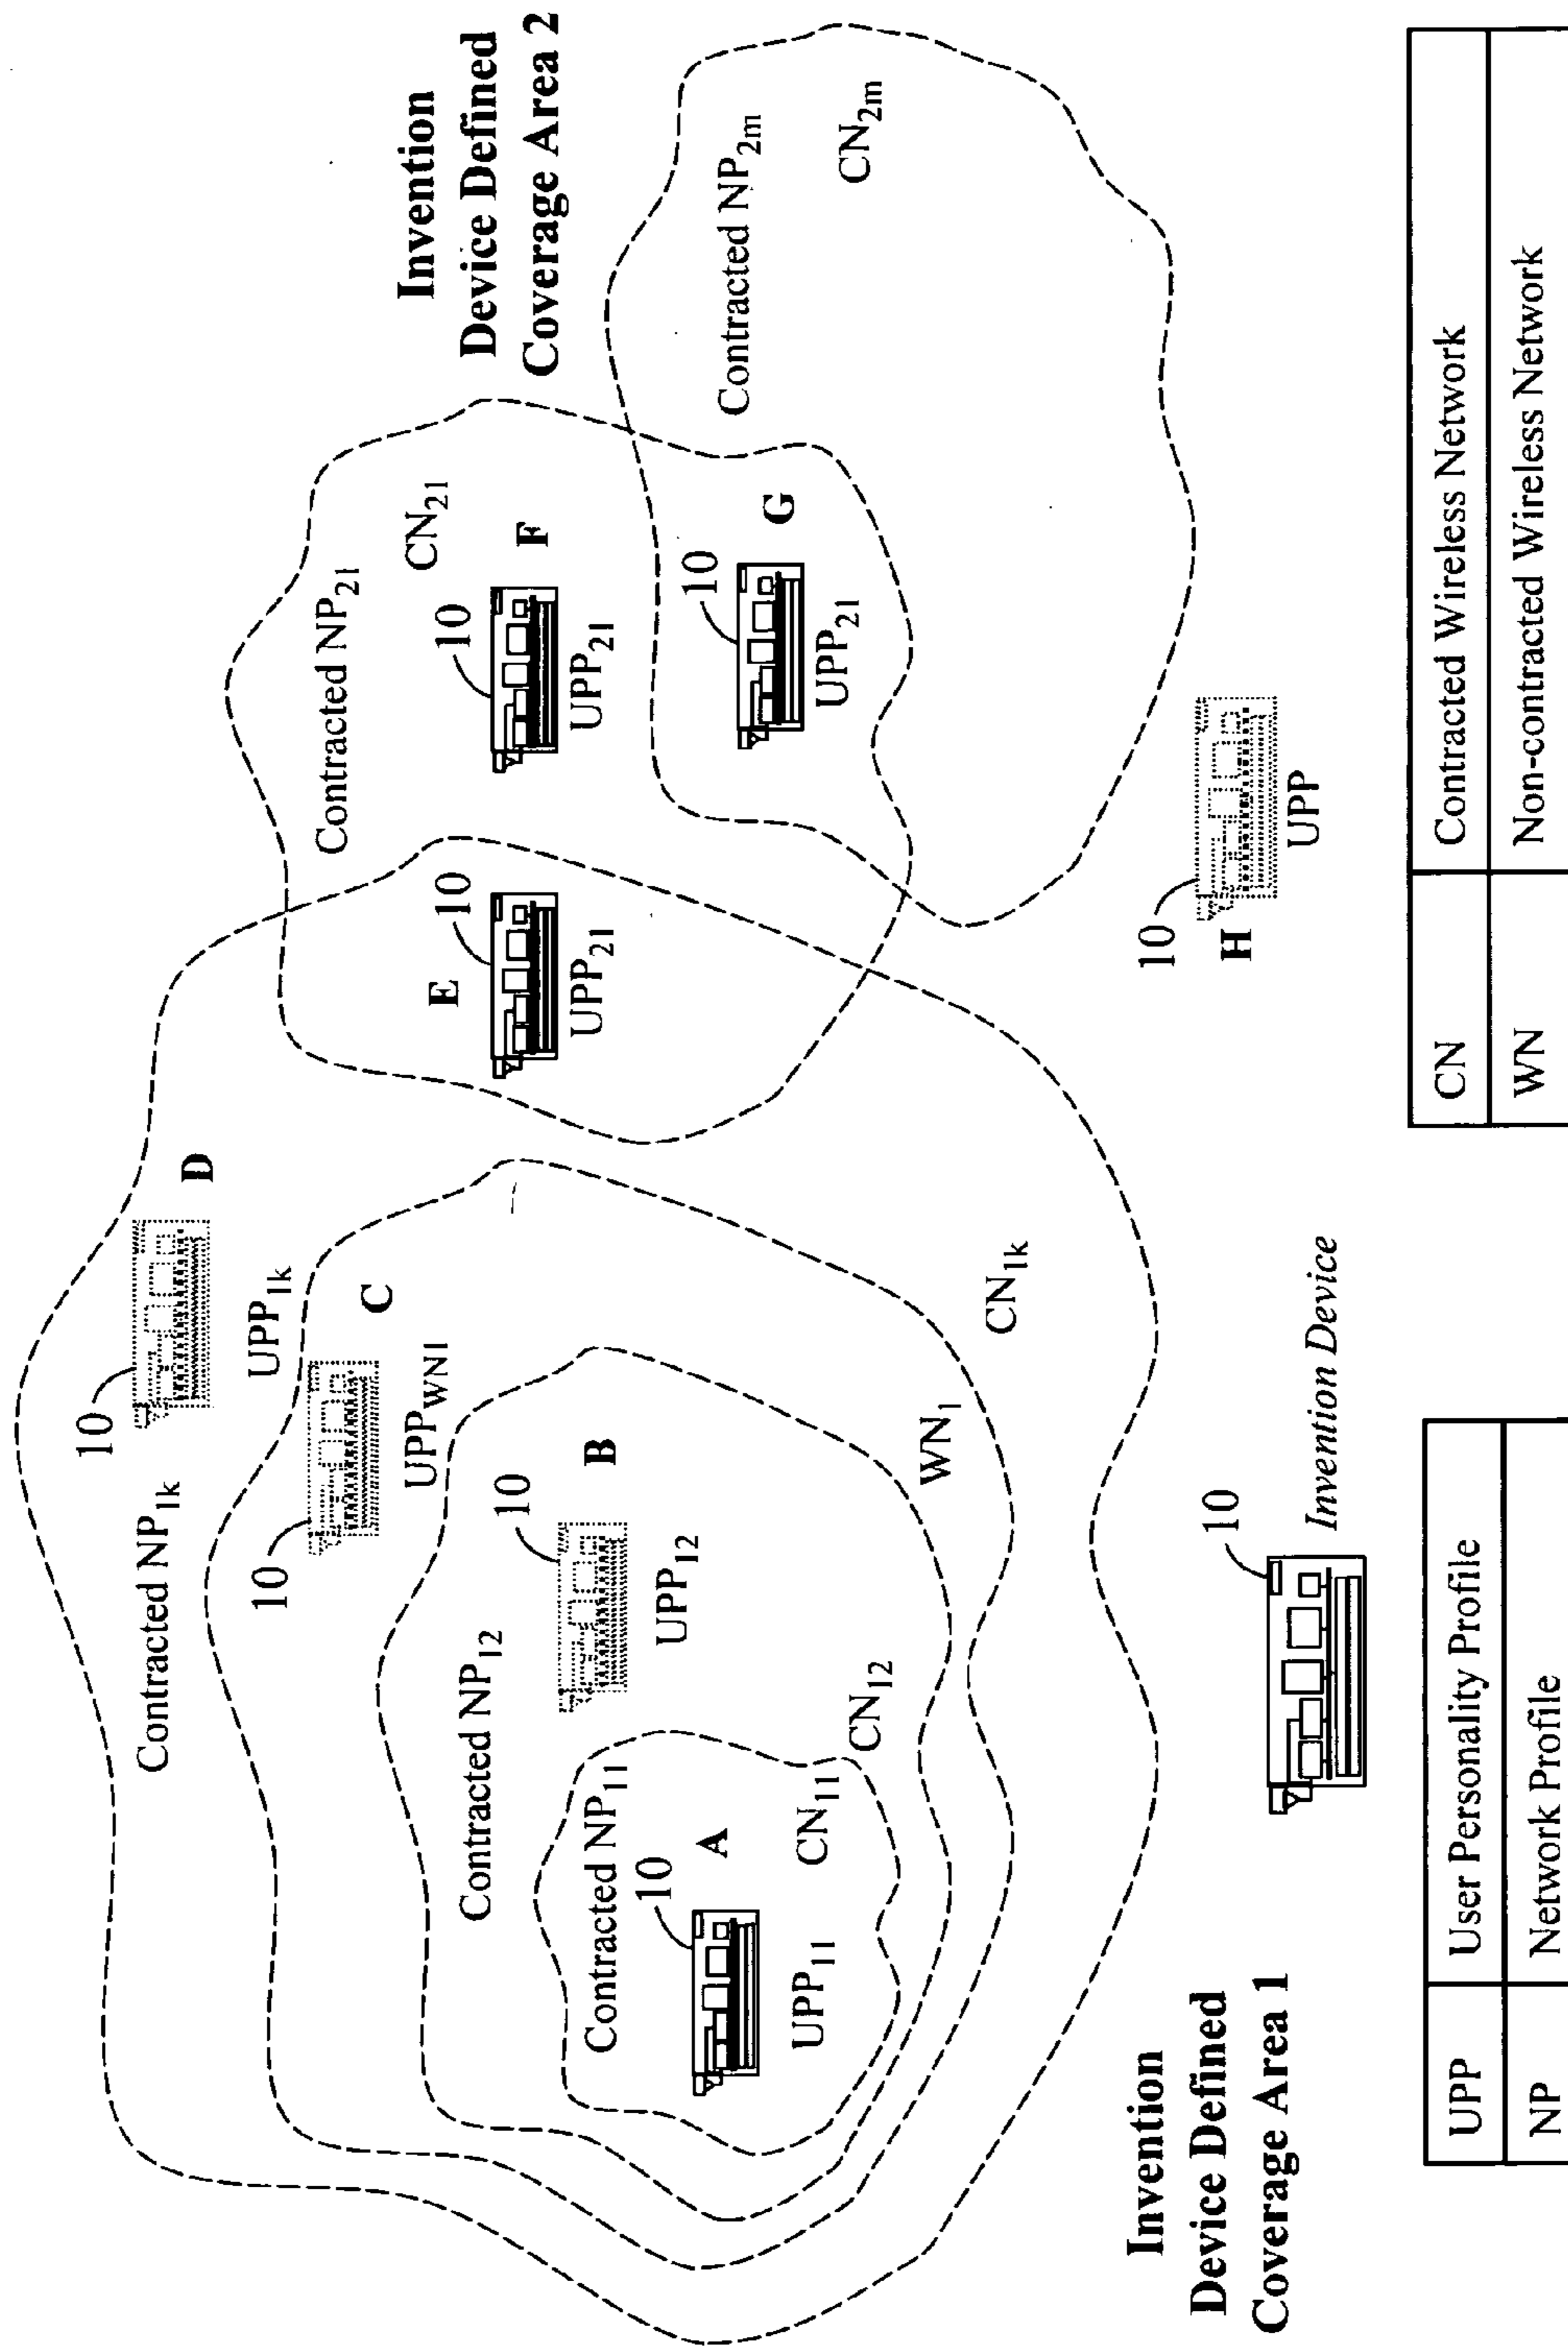 Invention
Device Defined
Coverage Area 2
Contracted NP1k
10
D
UPP1k
10
C
UPPWN1
Contracted NP12
10
B
UPP12
Contracted NP11
10
A
UPP11
CN11
CN12
WN1
CN1k
E
10
UPP21
Contracted NP21
CN21
10
F
UPP21
10
G
UPP21
Contracted NP2m
CN2m
10
H
UPP
Invention
Device Defined
Coverage Area 1
10
Invention Device
UPP User Personality Profile
NP Network Profile
CN Contracted Wireless Network
WN Non-contracted Wireless Network